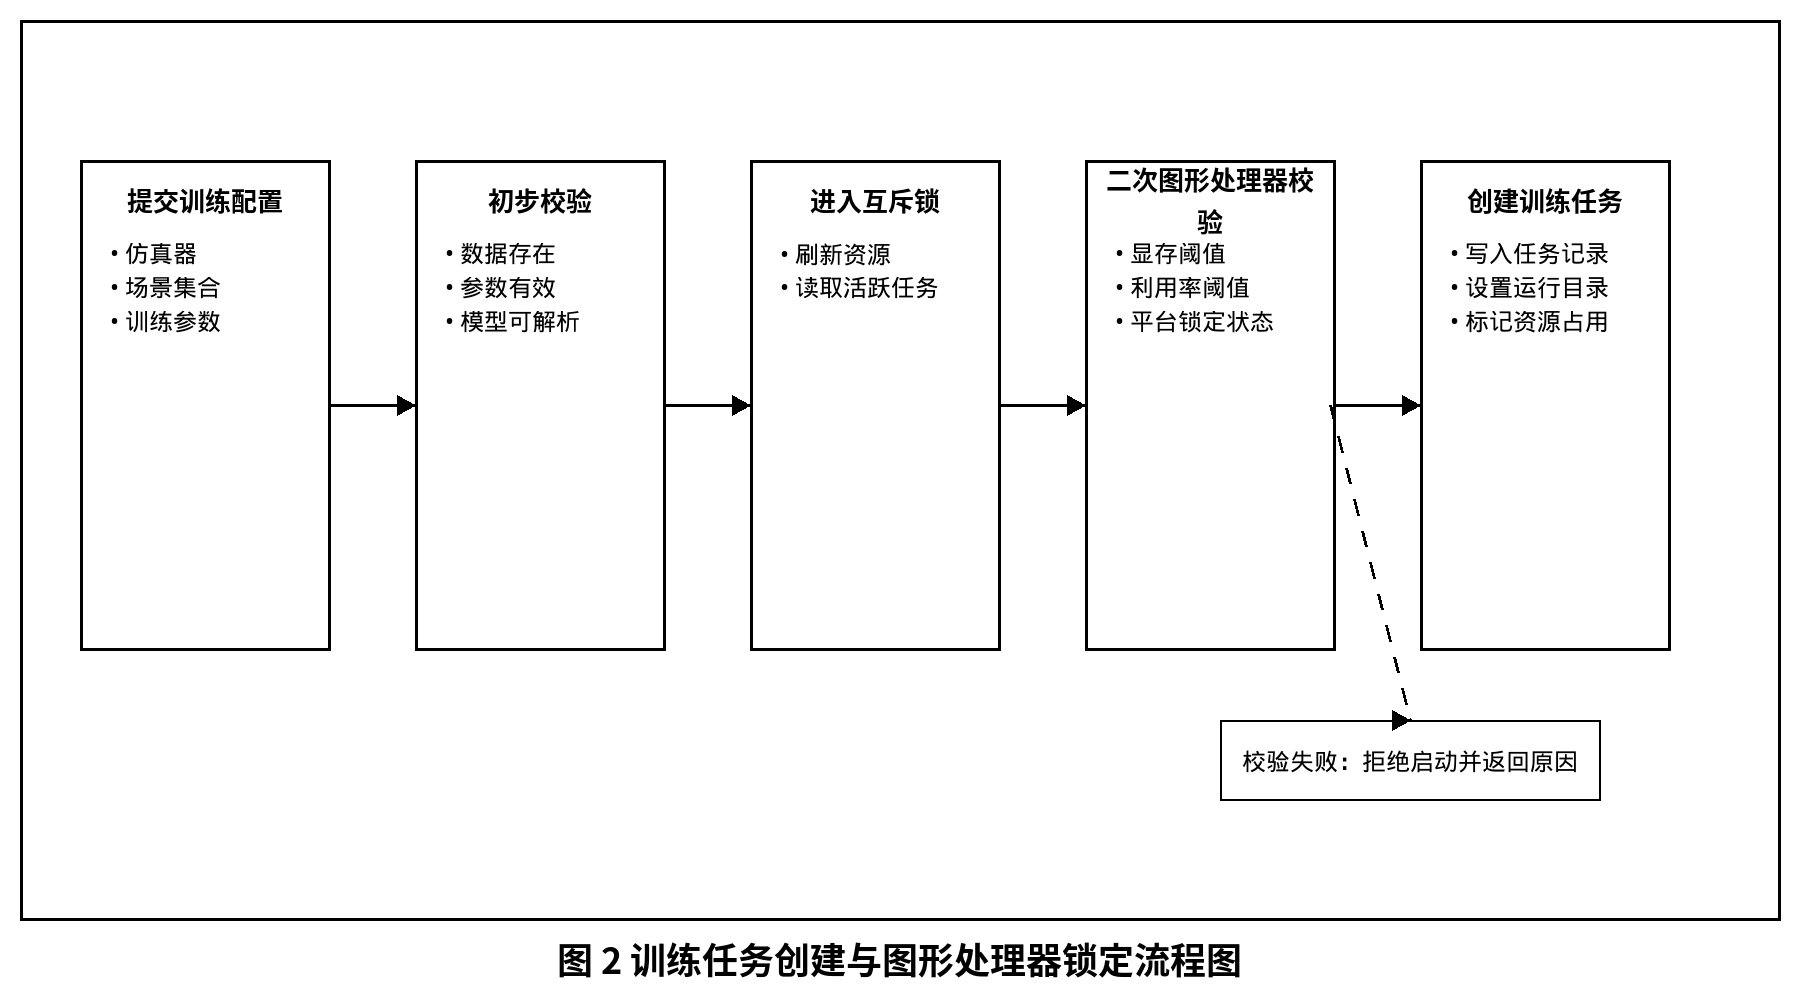 提交训练配置
• 仿真器
• 场景集合
• 训练参数
初步校验
• 数据存在
• 参数有效
• 模型可解析
进入互斥锁
• 刷新资源
• 读取活跃任务
二次图形处理器校
验
• 显存阈值
• 利用率阈值
• 平台锁定状态
创建训练任务
• 写入任务记录
• 设置运行目录
• 标记资源占用
校验失败：拒绝启动并返回原因
图 2 训练任务创建与图形处理器锁定流程图